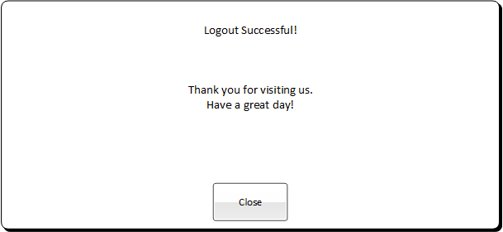 Logout Successful!
Thank you for visiting us.
Have a great day!
Close